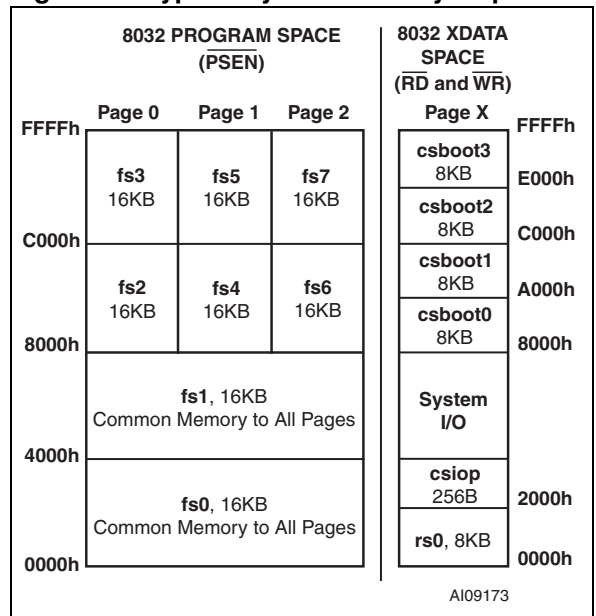 8032 PROGRAM SPACE
(PSEN)
Page 0 Page 1 Page 2
FFFFh
fs3
16KB
fs5
16KB
fs7
16KB
C000h
fs2
16KB
fs4
16KB
fs6
16KB
8000h
fs1, 16KB
Common Memory to All Pages
4000h
fs0, 16KB
Common Memory to All Pages
0000h
8032 XDATA
SPACE
(RD and WR)
Page X
FFFFh
csboot3
8KB
E000h
csboot2
8KB
C000h
csboot1
8KB
A000h
csboot0
8KB
8000h
System
I/O
csiop
256B
2000h
rs0, 8KB
0000h
AI09173